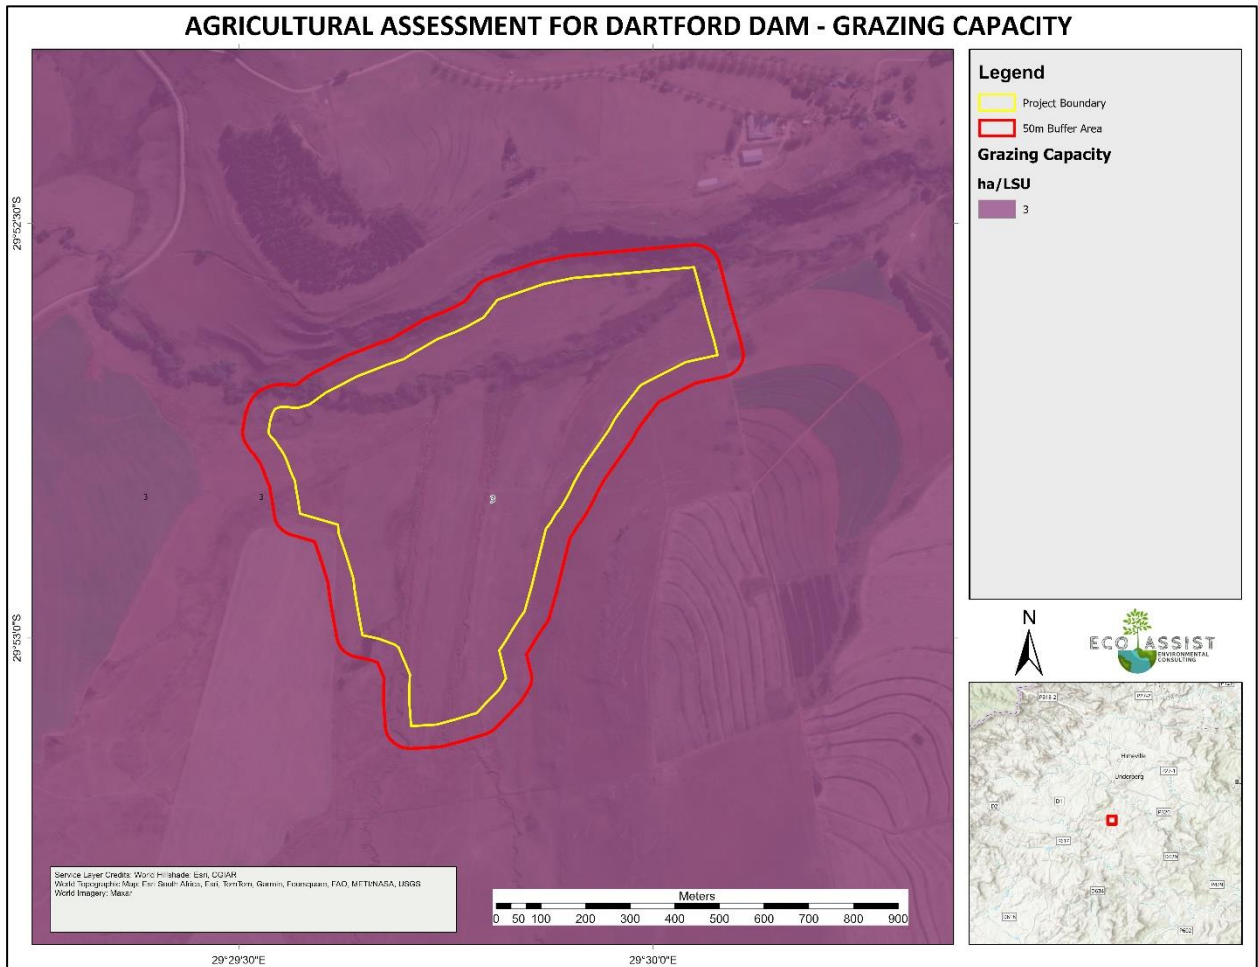 AGRICULTURAL ASSESSMENT FOR DARTFORD DAM - GRAZING CAPACITY
Legend
Project Boundary
50m Buffer Area
Grazing Capacity
ha/LSU
3
29°52'30"S
29°53'0"S
3
3
3
N
ECO ASSIST
ENVIRONMENTAL
CONSULTING
Himeville
Underberg
D1
Service Layer Credits: World Hillshade: Esri, CGIAR
World Topographic Map: Esri South Africa, Esri, TomTom, Garmin, Foursquare, FAO, METI/NASA, USGS
World Imagery: Maxar
Meters
0 50 100 200 300 400 500 600 700 800 900
29°29'30"E
29°30'0"E